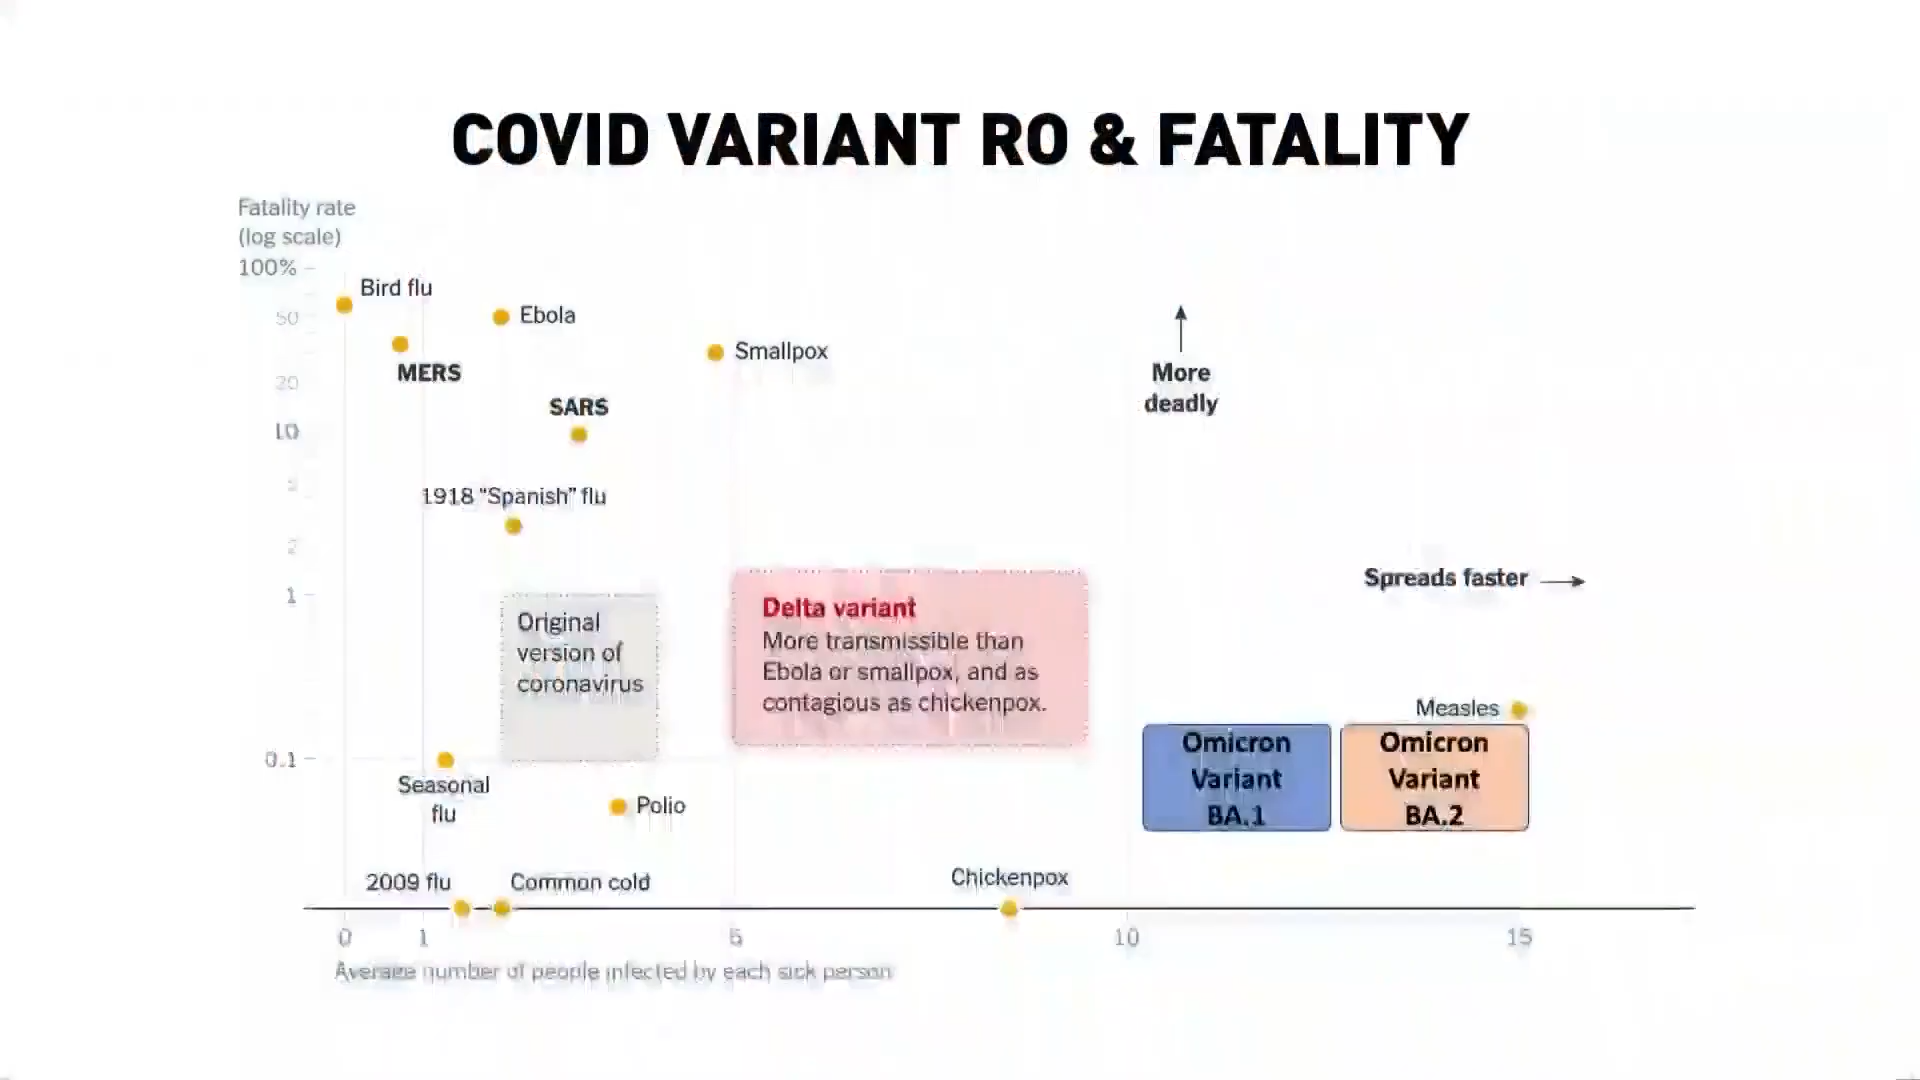 COVID VARIANT RO & FATALITY
Fatality rate
(log scale)
100%
Bird flu
50
Ebola
MERS
Smallpox
20
SARS
10
5
1918 “Spanish” flu
2
1
More
deadly
Spreads faster
Original
version of
coronavirus
Delta variant
More transmissible than
Ebola or smallpox, and as
contagious as chickenpox.
Measles
Omicron
Variant
BA.1
Omicron
Variant
BA.2
0.1
Seasonal
flu
Polio
2009 flu
Common cold
Chickenpox
0
1
5
10
15
Average number of people infected by each sick person